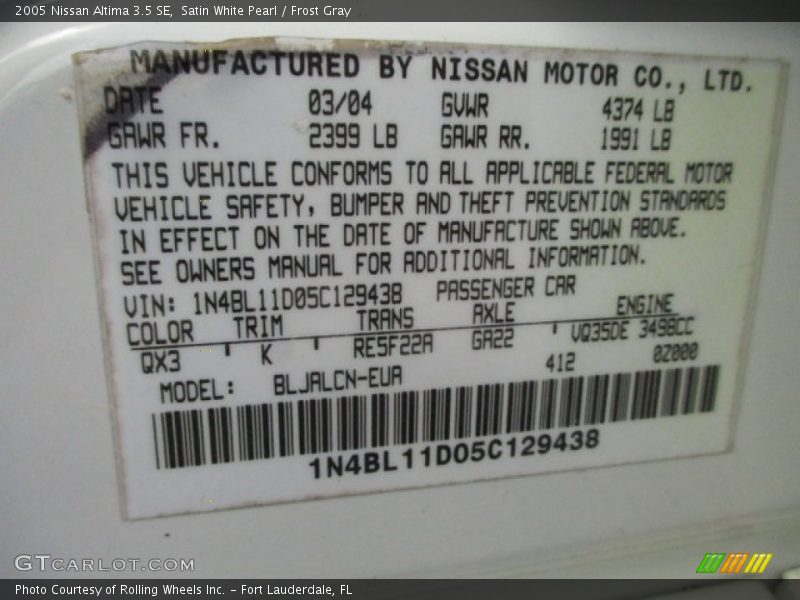 2005 Nissan Altima 3.5 SE,  Satin White Pearl / Frost Gray
MANUFACTURED BY NISSAN MOTOR CO., LTD.
DATE 03/04 GVWR 4374 LB
GAWR FR. 2399 LB GAWR RR. 1991 LB
THIS VEHICLE CONFORMS TO ALL APPLICABLE FEDERAL MOTOR
VEHICLE SAFETY, BUMPER AND THEFT PREVENTION STANDARDS
IN EFFECT ON THE DATE OF MANUFACTURE SHOWN ABOVE.
SEE OWNERS MANUAL FOR ADDITIONAL INFORMATION.
VIN: 1N4BL11D05C129438 PASSENGER CAR
COLOR TRIM TRANS AXLE ENGINE
QX3 K RE5F22A GA22 VQ35DE 3498CC
412 0Z000
MODEL: BLJALCN-EUA
1N4BL11D05C129438
GTCARLOT.COM
Photo Courtesy of Rolling Wheels Inc. – Fort Lauderdale, FL